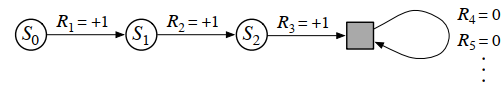 S₀ R₁ = +1 S₁ R₂ = +1 S₂ R₃ = +1 R₄ = 0
R₅ = 0
⋮